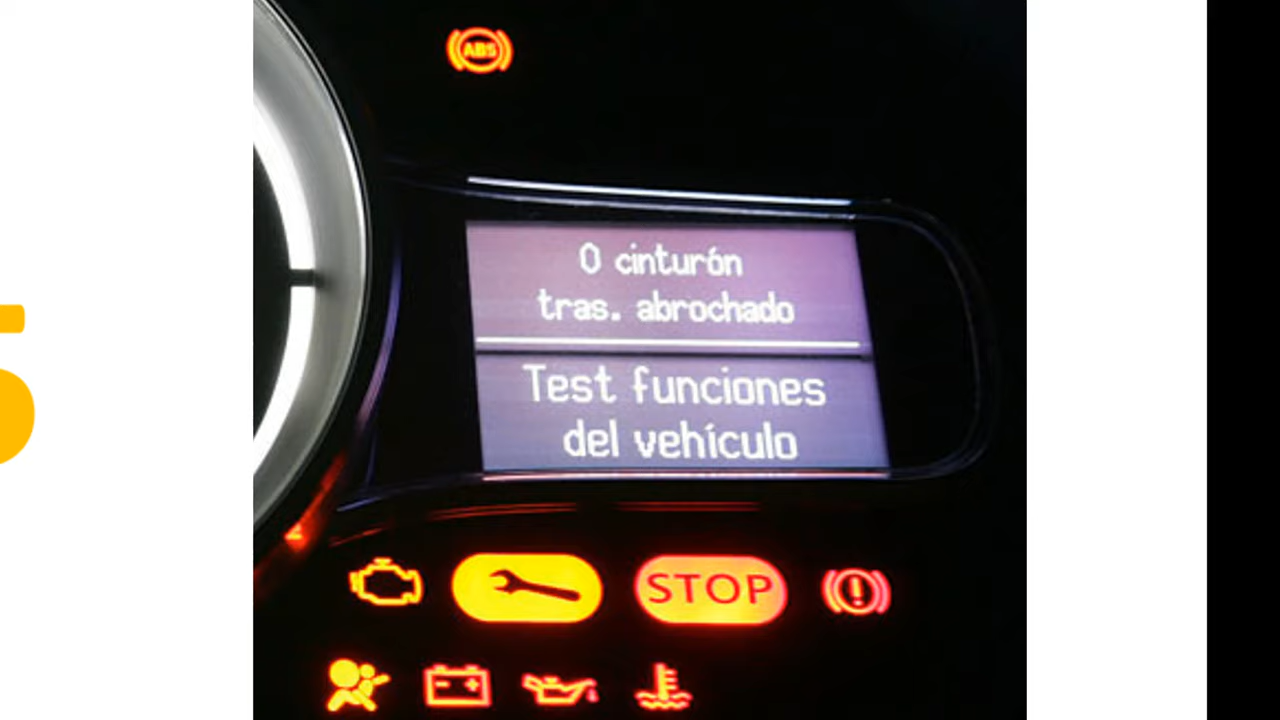 ABS
0 cinturón
tras. abrochado
Test funciones
del vehículo
STOP